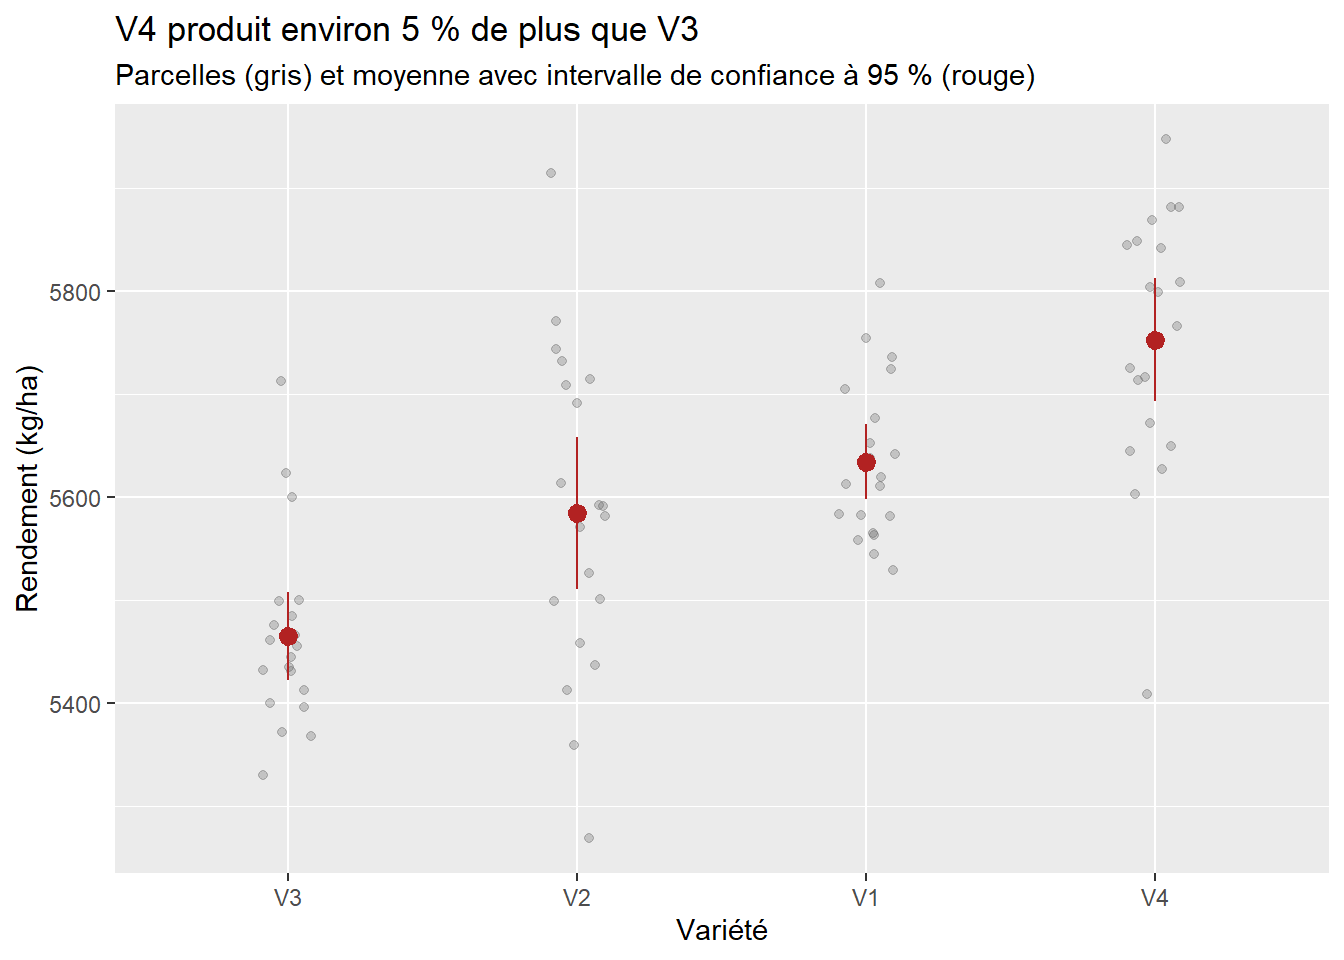 V4 produit environ 5 % de plus que V3
Parcelles (gris) et moyenne avec intervalle de confiance à 95 % (rouge)
Rendement (kg/ha)
5800
5600
5400
V3 V2 V1 V4
Variété